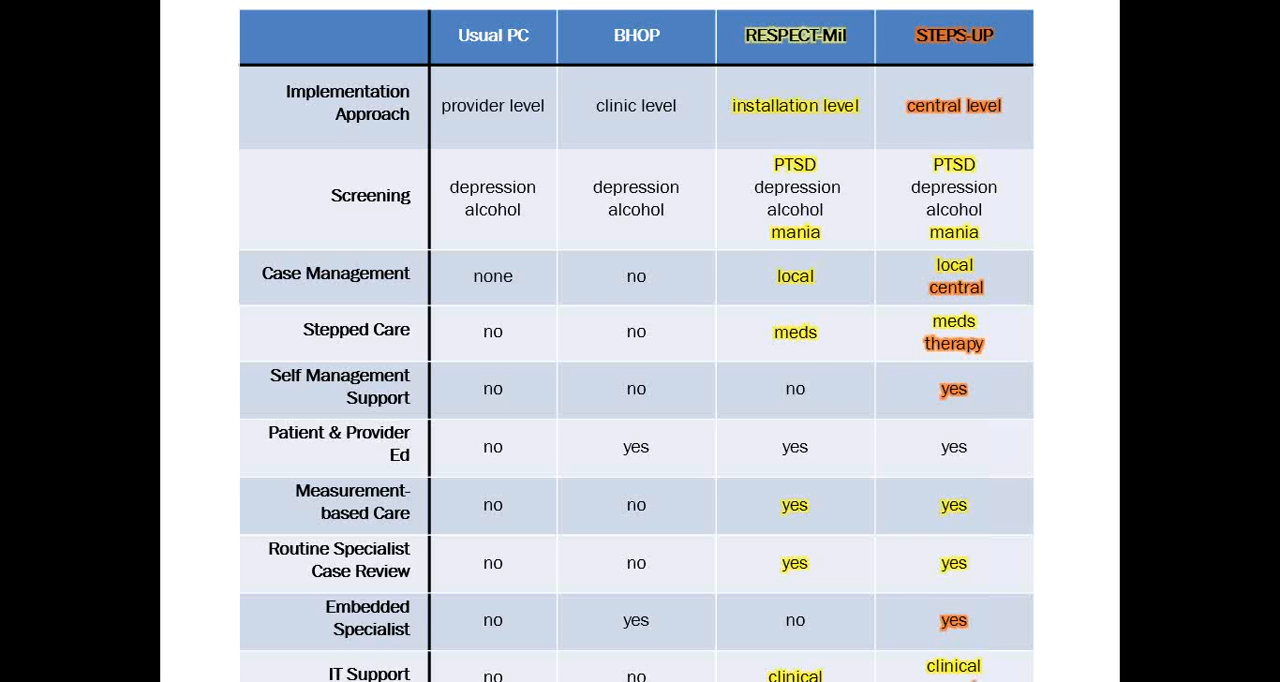 Usual PC BHOP RESPECT-Mil STEPS-UP
Implementation
Approach
provider level clinic level installation level central level
Screening
depression
alcohol
depression
alcohol
PTSD
depression
alcohol
mania
PTSD
depression
alcohol
mania
Case Management
none no local
local
central
Stepped Care
no no meds
meds
therapy
Self Management
Support
no no no yes
Patient & Provider
Ed
no yes yes yes
Measurement-
based Care
no no yes yes
Routine Specialist
Case Review
no no yes yes
Embedded
Specialist
no yes no yes
IT Support
no no clinical
clinical